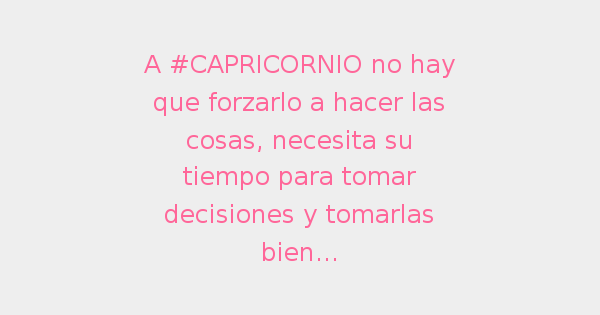 A #CAPRICORNIO no hay
que forzarlo a hacer las
cosas, necesita su
tiempo para tomar
decisiones y tomarlas
bien...